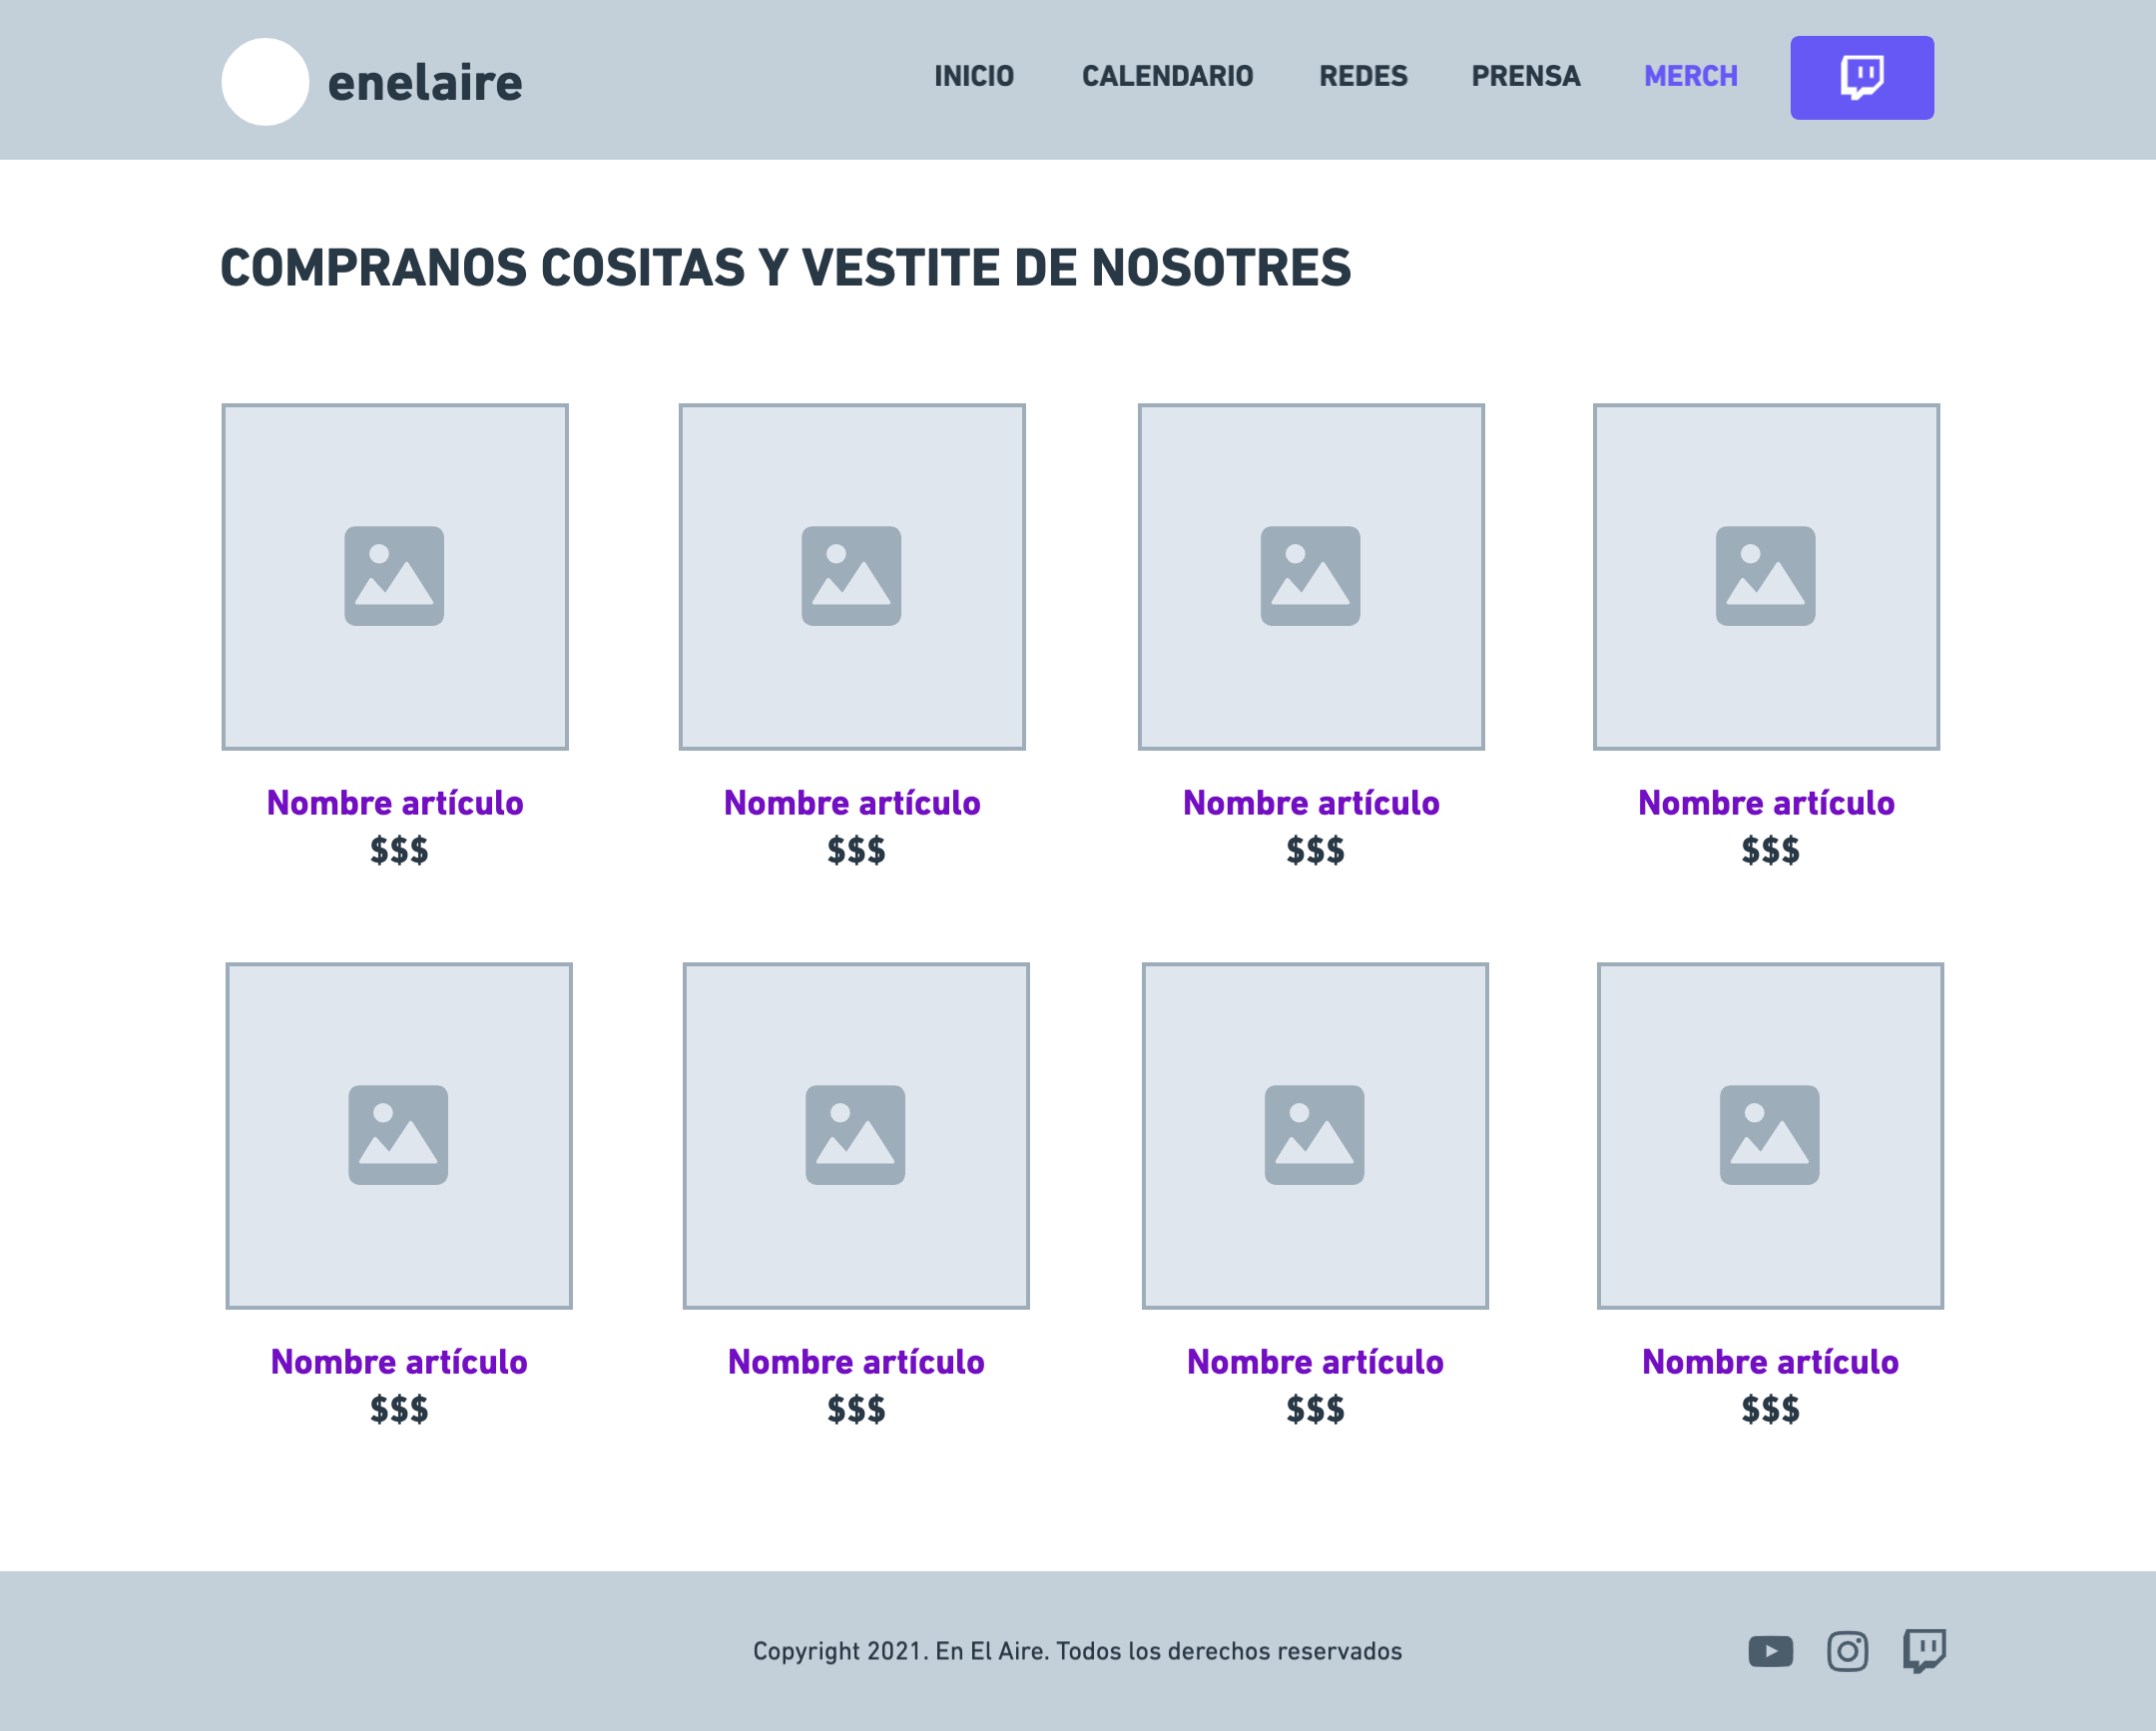 enelaire
INICIO CALENDARIO REDES PRENSA MERCH
COMPRANOS COSITAS Y VESTITE DE NOSOTRES
Nombre artículo Nombre artículo Nombre artículo Nombre artículo
$$$ $$$ $$$ $$$
Nombre artículo Nombre artículo Nombre artículo Nombre artículo
$$$ $$$ $$$ $$$
Copyright 2021. En El Aire. Todos los derechos reservados